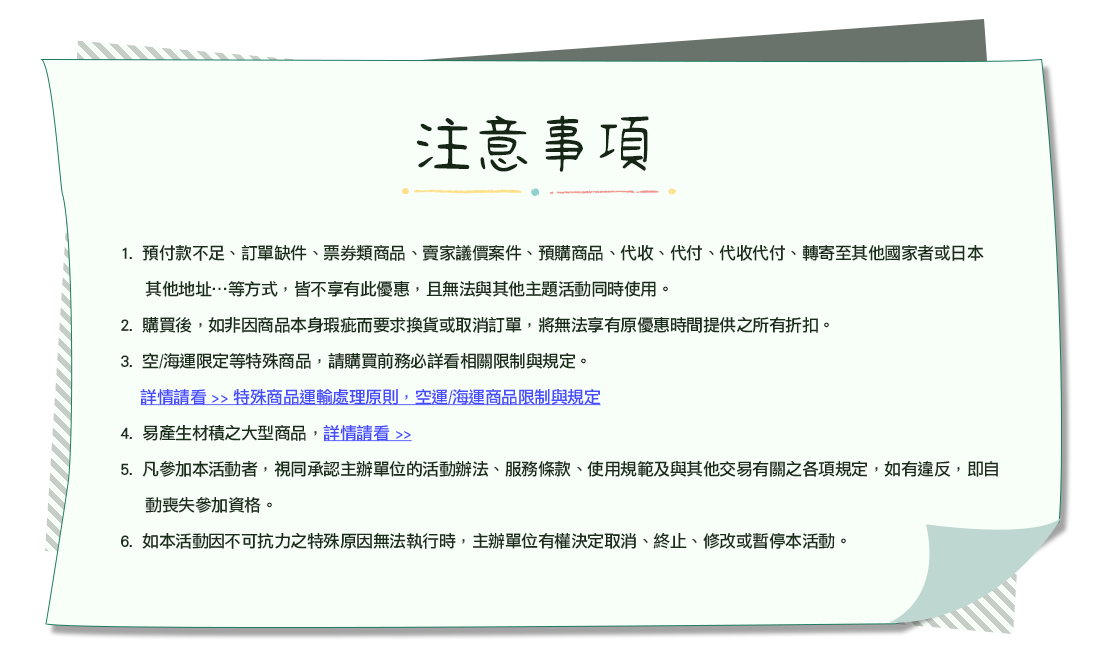 注意事項
1. 預付款不足、訂單缺件、票券類商品、賣家議價案件、預購商品、代收、代付、代收代付、轉寄至其他國家者或日本
其他地址⋯等方式，皆不享有此優惠，且無法與其他主題活動同時使用。
2. 購買後，如非因商品本身瑕疵而要求換貨或取消訂單，將無法享有原優惠時間提供之所有折扣。
3. 空/海運限定等特殊商品，請購買前務必詳看相關限制與規定。
詳情請看 >> 特殊商品運輸處理原則，空運/海運商品限制與規定
4. 易產生材積之大型商品，詳情請看 >>
5. 凡參加本活動者，視同承認主辦單位的活動辦法、服務條款、使用規範及與其他交易有關之各項規定，如有違反，即自
動喪失參加資格。
6. 如本活動因不可抗力之特殊原因無法執行時，主辦單位有權決定取消、終止、修改或暫停本活動。